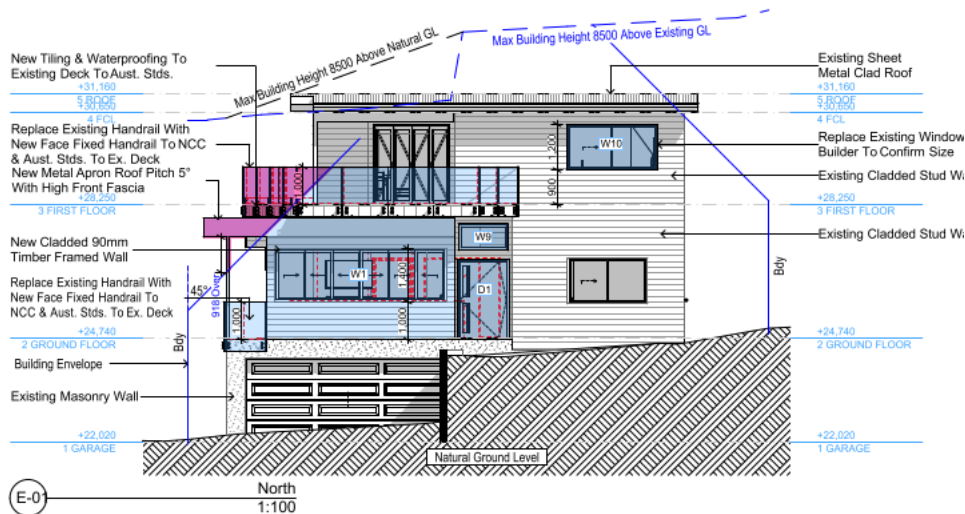 Max Building Height 8500 Above Natural GL
Max Building Height 8500 Above Existing GL
New Tiling & Waterproofing To
Existing Deck To Aust. Stds.
+31,160
5 ROOF
+30,650
4 FCL
Replace Existing Handrail With
New Face Fixed Handrail To NCC
& Aust. Stds. To Ex. Deck
New Metal Apron Roof Pitch 5°
With High Front Fascia
+28,250
3 FIRST FLOOR
New Cladded 90mm
Timber Framed Wall
Replace Existing Handrail With
New Face Fixed Handrail To
NCC & Aust. Stds. To Ex. Deck
+24,740
2 GROUND FLOOR
Building Envelope
Existing Masonry Wall
+22,020
1 GARAGE
45°
918 Over
Bdy
1,000
1,000
1,400
1,000
W1
W9
D1
W10
1,200
900
Existing Sheet
Metal Clad Roof
+31,160
5 ROOF
+30,650
4 FCL
Replace Existing Window
Builder To Confirm Size
Existing Cladded Stud Wa
+28,250
3 FIRST FLOOR
Existing Cladded Stud Wa
Bdy
+24,740
2 GROUND FLOOR
+22,020
1 GARAGE
Natural Ground Level
E-01
North
1:100